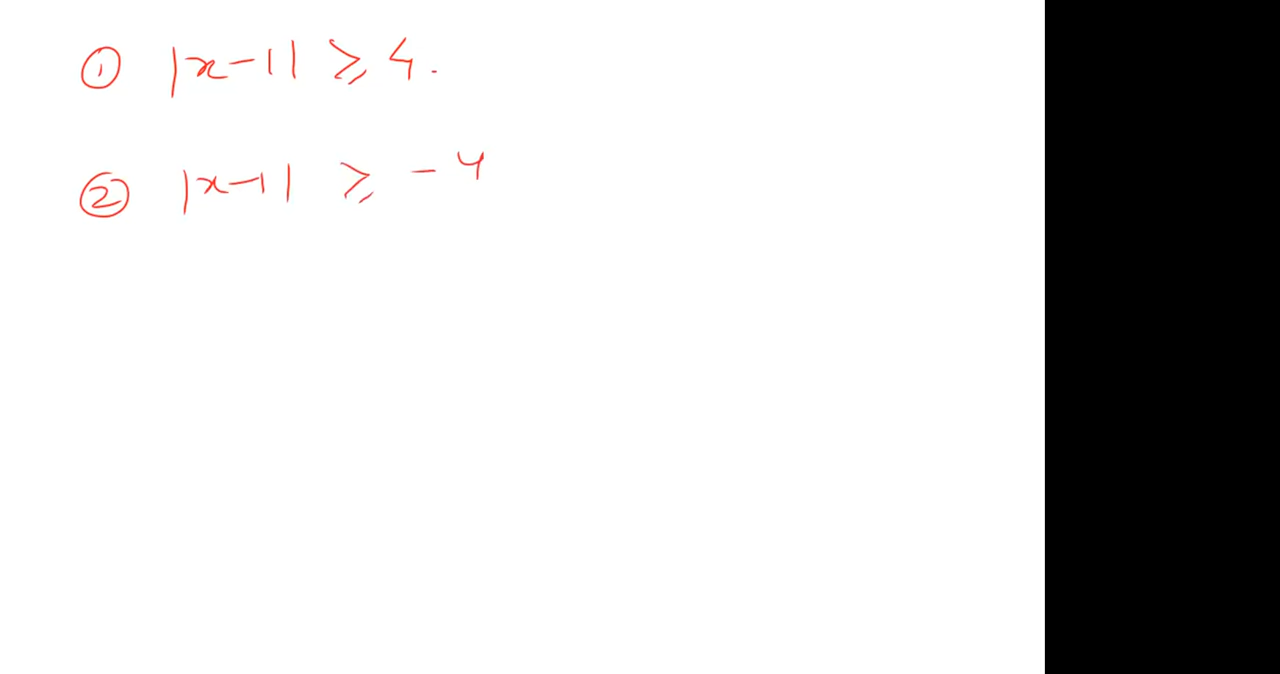 ① |x-1| ⩾ 4.
② |x-1| ⩾ -4